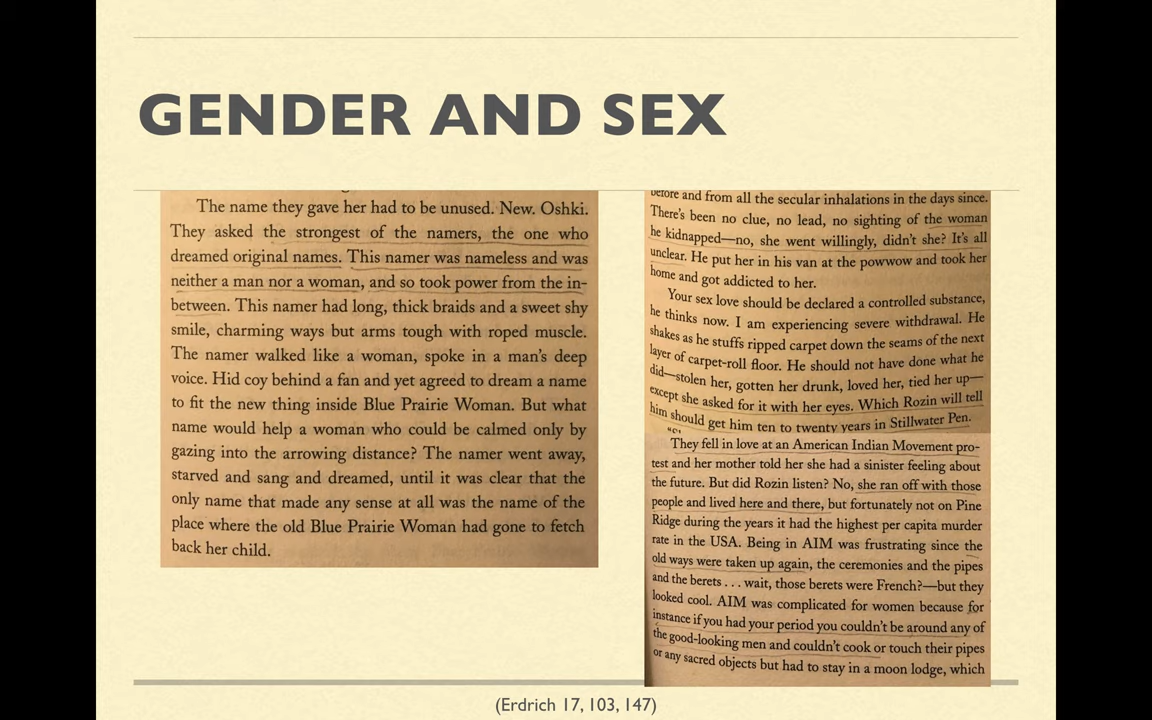 GENDER AND SEX
The name they gave her had to be unused. New. Oshki.
They asked the strongest of the namers, the one who
dreamed original names. This namer was nameless and was
neither a man nor a woman, and so took power from the in-
between. This namer had long, thick braids and a sweet shy
smile, charming ways but arms tough with roped muscle.
The namer walked like a woman, spoke in a man's deep
voice. Hid coy behind a fan and yet agreed to dream a name
to fit the new thing inside Blue Prairie Woman. But what
name would help a woman who could be calmed only by
gazing into the arrowing distance? The namer went away,
starved and sang and dreamed, until it was clear that the
only name that made any sense at all was the name of the
place where the old Blue Prairie Woman had gone to fetch
back her child.
before and from all the secular inhalations in the days since.
There's been no clue, no lead, no sighting of the woman
he kidnapped—no, she went willingly, didn't she? It's all
unclear. He put her in his van at the powwow and took her
home and got addicted to her.
Your sex love should be declared a controlled substance,
he thinks now. I am experiencing severe withdrawal. He
shakes as he stuffs ripped carpet down the seams of the next
layer of carpet-roll floor. He should not have done what he
did—stolen her, gotten her drunk, loved her, tied her up—
except she asked for it with her eyes. Which Rozin will tell
him should get him ten to twenty years in Stillwater Pen.
They fell in love at an American Indian Movement pro-
test and her mother told her she had a sinister feeling about
the future. But did Rozin listen? No, she ran off with those
people and lived here and there, but fortunately not on Pine
Ridge during the years it had the highest per capita murder
rate in the USA. Being in AIM was frustrating since the
old ways were taken up again, the ceremonies and the pipes
and the berets . . . wait, those berets were French?—but they
looked cool. AIM was complicated for women because for
instance if you had your period you couldn't be around any of
the good-looking men and couldn't cook or touch their pipes
or any sacred objects but had to stay in a moon lodge, which
(Erdrich 17, 103, 147)